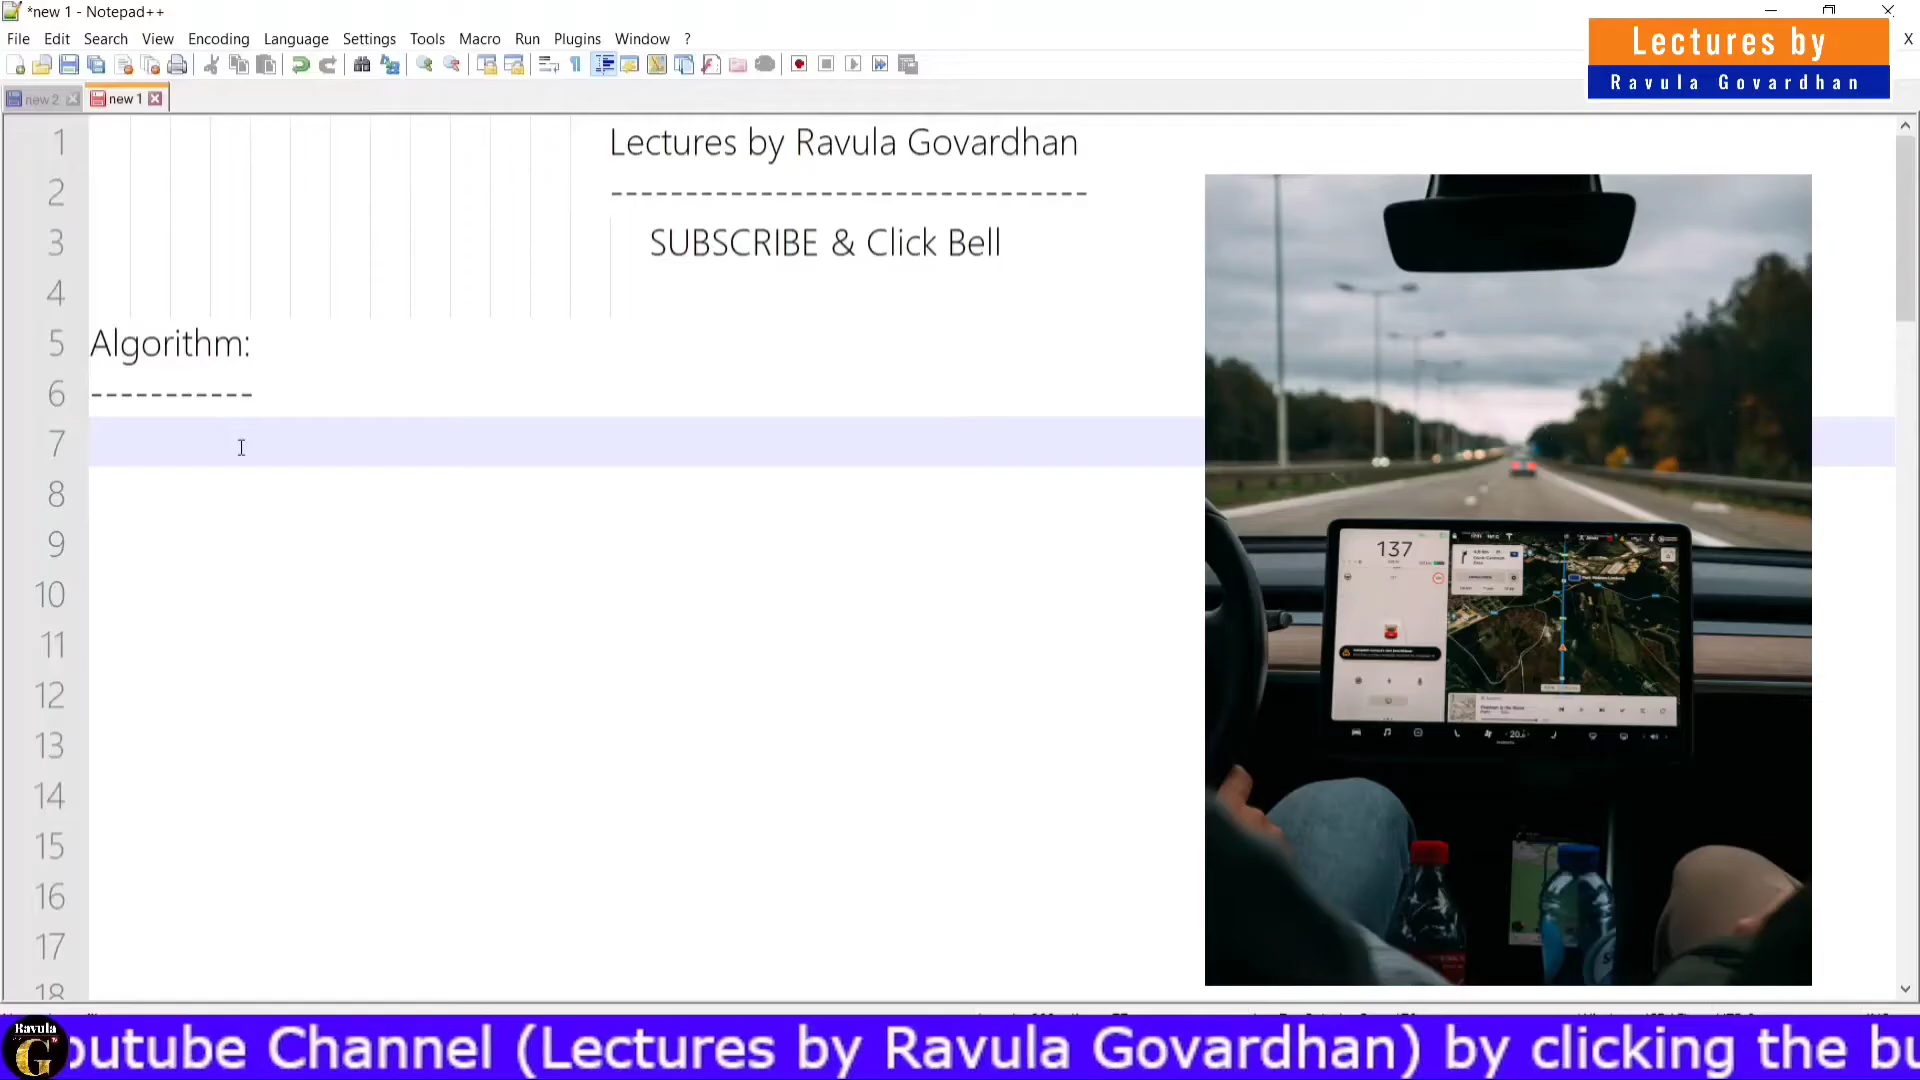 *new 1 - Notepad++
File Edit Search View Encoding Language Settings Tools Macro Run Plugins Window ?
X
Lectures by
Ravula Govardhan
new 2
new 1
1 Lectures by Ravula Govardhan
2 ------------------------------
3 SUBSCRIBE & Click Bell
4
5 Algorithm:
6 -----------
7
8
9
10
11
12
13
14
15
16
17
18
137
Ravula
G
outube Channel (Lectures by Ravula Govardhan) by clicking the bu